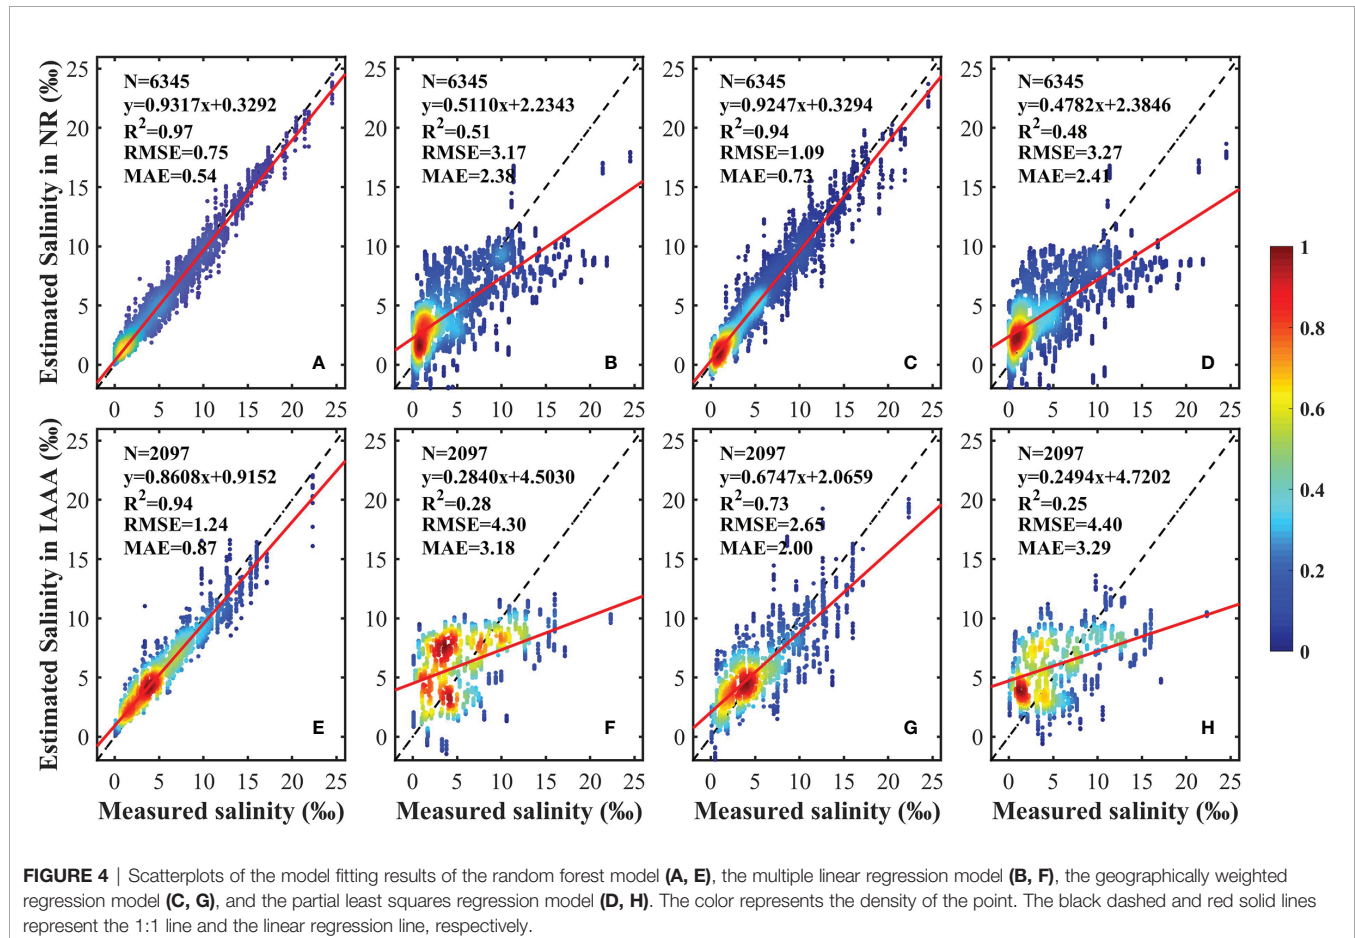 Estimated Salinity in NR (‰)
25
20
15
10
5
0
N=6345
y=0.9317x+0.3292
R²=0.97
RMSE=0.75
MAE=0.54
A
0 5 10 15 20 25
N=6345
y=0.5110x+2.2343
R²=0.51
RMSE=3.17
MAE=2.38
B
0 5 10 15 20 25
N=6345
y=0.9247x+0.3294
R²=0.94
RMSE=1.09
MAE=0.73
C
0 5 10 15 20 25
N=6345
y=0.4782x+2.3846
R²=0.48
RMSE=3.27
MAE=2.41
D
0 5 10 15 20 25
Estimated Salinity in IAAA (‰)
25
20
15
10
5
0
N=2097
y=0.8608x+0.9152
R²=0.94
RMSE=1.24
MAE=0.87
E
0 5 10 15 20 25
Measured salinity (‰)
N=2097
y=0.2840x+4.5030
R²=0.28
RMSE=4.30
MAE=3.18
F
0 5 10 15 20 25
Measured salinity (‰)
N=2097
y=0.6747x+2.0659
R²=0.73
RMSE=2.65
MAE=2.00
G
0 5 10 15 20 25
Measured salinity (‰)
N=2097
y=0.2494x+4.7202
R²=0.25
RMSE=4.40
MAE=3.29
H
0 5 10 15 20 25
Measured salinity (‰)
1
0.8
0.6
0.4
0.2
0
FIGURE 4 | Scatterplots of the model fitting results of the random forest model (A, E), the multiple linear regression model (B, F), the geographically weighted
regression model (C, G), and the partial least squares regression model (D, H). The color represents the density of the point. The black dashed and red solid lines
represent the 1:1 line and the linear regression line, respectively.